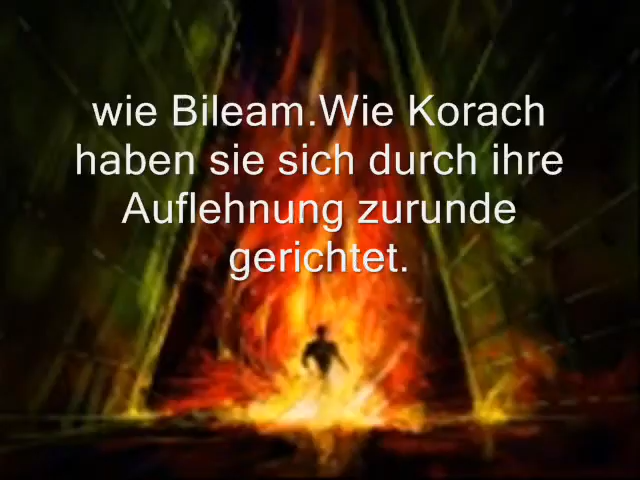 wie Bileam.Wie Korach
haben sie sich durch ihre
Auflehnung zurunde
gerichtet.